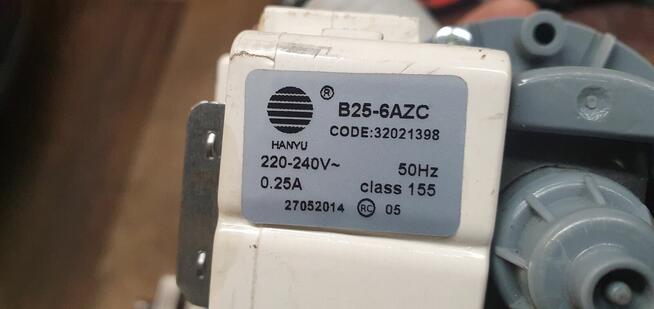 ®
B25-6AZC
CODE:32021398
HANYU
220-240V~ 50Hz
0.25A class 155
27052014 RC 05